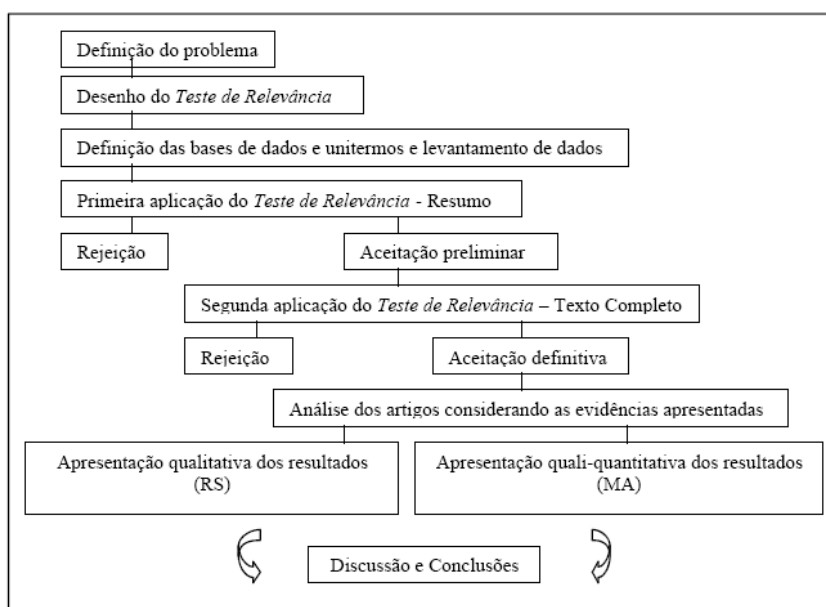 Definição do problema
Desenho do Teste de Relevância
Definição das bases de dados e unitermos e levantamento de dados
Primeira aplicação do Teste de Relevância - Resumo
Rejeição
Aceitação preliminar
Segunda aplicação do Teste de Relevância – Texto Completo
Rejeição
Aceitação definitiva
Análise dos artigos considerando as evidências apresentadas
Apresentação qualitativa dos resultados
(RS)
Apresentação quali-quantitativa dos resultados
(MA)
Discussão e Conclusões